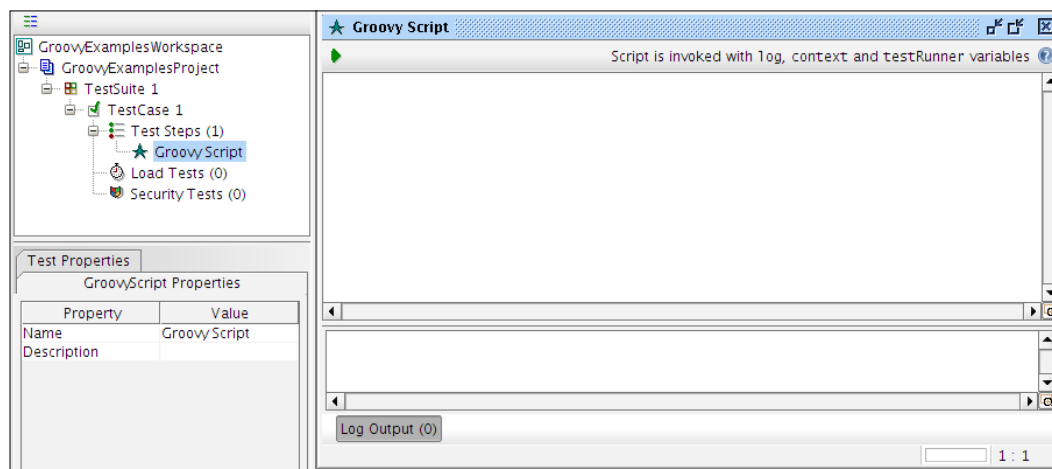 GroovyExamplesWorkspace
GroovyExamplesProject
TestSuite 1
TestCase 1
Test Steps (1)
Groovy Script
Load Tests (0)
Security Tests (0)
Test Properties
GroovyScript Properties
Property Value
Name Groovy Script
Description
Groovy Script
Script is invoked with log, context and testRunner variables
Log Output (0)
1 : 1